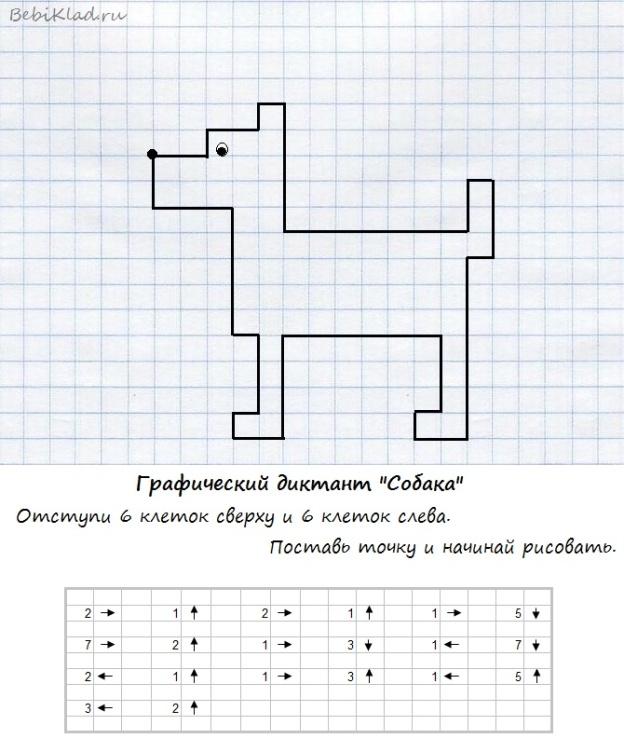 BebiKlad.ru
Графический диктант "Собака"
Отступи 6 клеток сверху и 6 клеток слева.
Поставь точку и начинай рисовать.
2 → 1 ↑ 2 → 1 ↑ 1 → 5 ↓
7 → 2 ↑ 1 → 3 ↓ 1 ← 7 ↓
2 ← 1 ↑ 1 → 3 ↑ 1 ← 5 ↑
3 ← 2 ↑